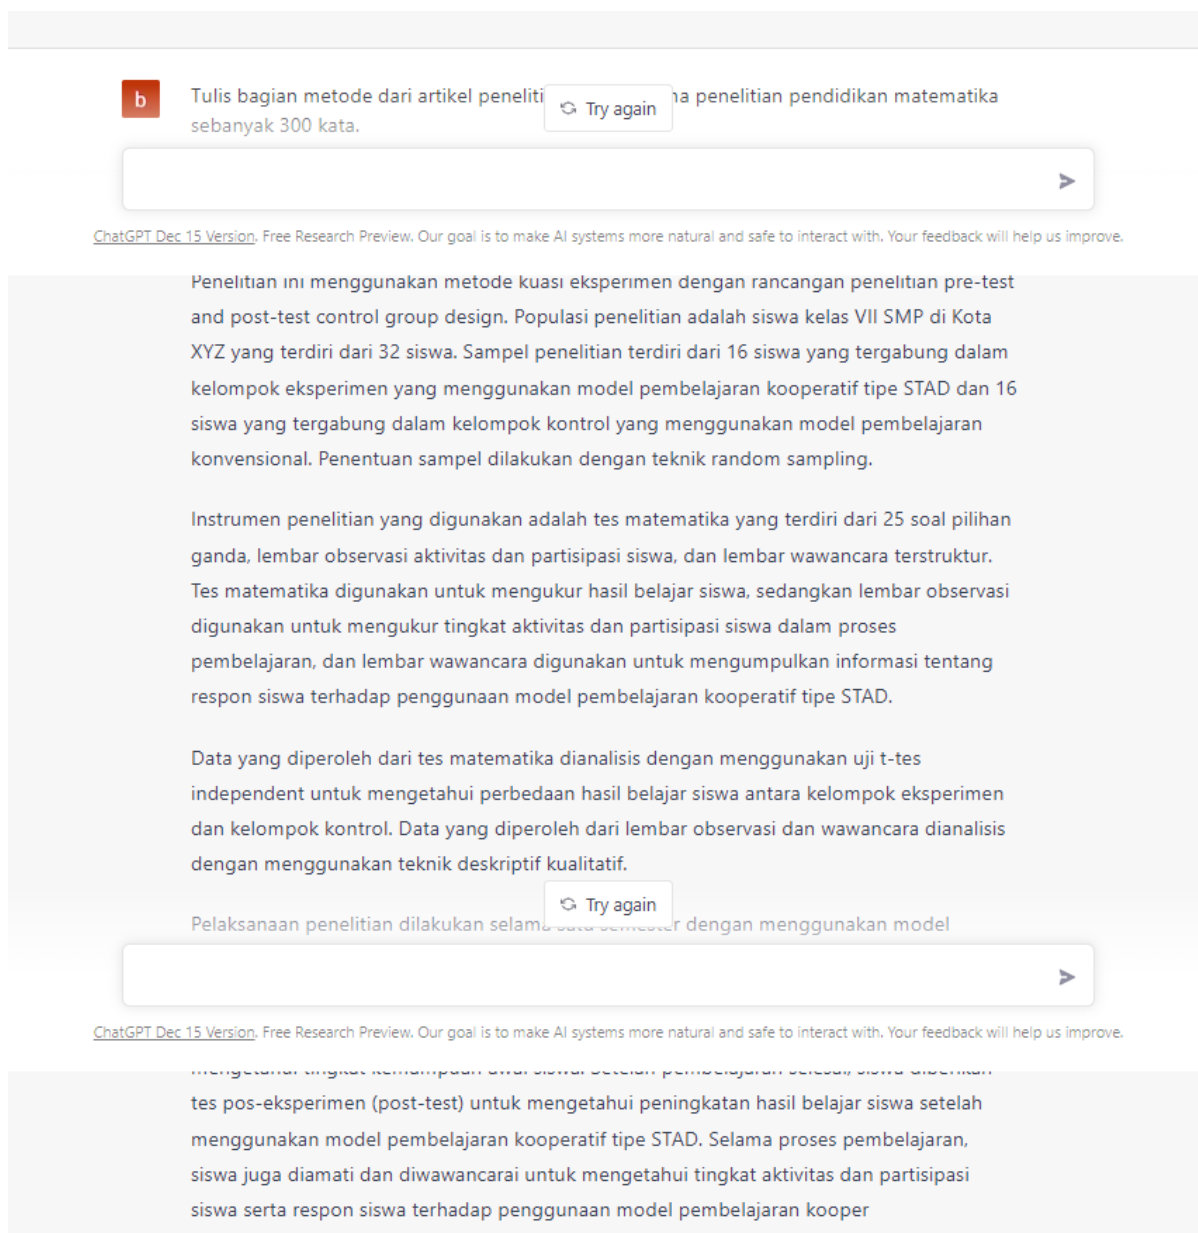 b
Tulis bagian metode dari artikel peneliti Try again a penelitian pendidikan matematika
sebanyak 300 kata.
ChatGPT Dec 15 Version. Free Research Preview. Our goal is to make AI systems more natural and safe to interact with. Your feedback will help us improve.
Penelitian ini menggunakan metode kuasi eksperimen dengan rancangan penelitian pre-test
and post-test control group design. Populasi penelitian adalah siswa kelas VII SMP di Kota
XYZ yang terdiri dari 32 siswa. Sampel penelitian terdiri dari 16 siswa yang tergabung dalam
kelompok eksperimen yang menggunakan model pembelajaran kooperatif tipe STAD dan 16
siswa yang tergabung dalam kelompok kontrol yang menggunakan model pembelajaran
konvensional. Penentuan sampel dilakukan dengan teknik random sampling.
Instrumen penelitian yang digunakan adalah tes matematika yang terdiri dari 25 soal pilihan
ganda, lembar observasi aktivitas dan partisipasi siswa, dan lembar wawancara terstruktur.
Tes matematika digunakan untuk mengukur hasil belajar siswa, sedangkan lembar observasi
digunakan untuk mengukur tingkat aktivitas dan partisipasi siswa dalam proses
pembelajaran, dan lembar wawancara digunakan untuk mengumpulkan informasi tentang
respon siswa terhadap penggunaan model pembelajaran kooperatif tipe STAD.
Data yang diperoleh dari tes matematika dianalisis dengan menggunakan uji t-tes
independent untuk mengetahui perbedaan hasil belajar siswa antara kelompok eksperimen
dan kelompok kontrol. Data yang diperoleh dari lembar observasi dan wawancara dianalisis
dengan menggunakan teknik deskriptif kualitatif.
Try again
Pelaksanaan penelitian dilakukan selama satu semester dengan menggunakan model
ChatGPT Dec 15 Version. Free Research Preview. Our goal is to make AI systems more natural and safe to interact with. Your feedback will help us improve.
mengetahui tingkat kemampuan awal siswa. Setelah pembelajaran selesai, siswa diberikan
tes pos-eksperimen (post-test) untuk mengetahui peningkatan hasil belajar siswa setelah
menggunakan model pembelajaran kooperatif tipe STAD. Selama proses pembelajaran,
siswa juga diamati dan diwawancarai untuk mengetahui tingkat aktivitas dan partisipasi
siswa serta respon siswa terhadap penggunaan model pembelajaran kooper